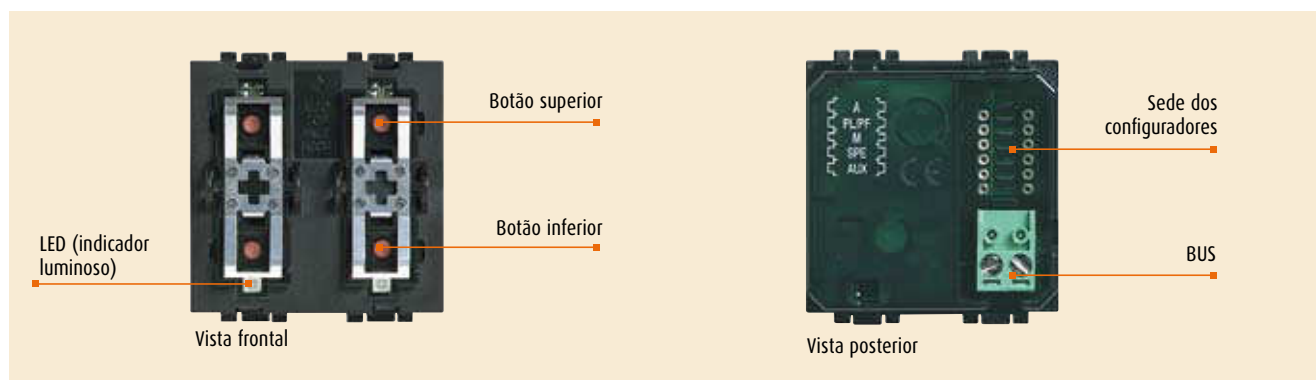 Botão superior
Botão inferior
LED (indicador
luminoso)
Vista frontal
A
PL/PF
M
SPE
AUX
CE
Sede dos
configuradores
BUS
Vista posterior